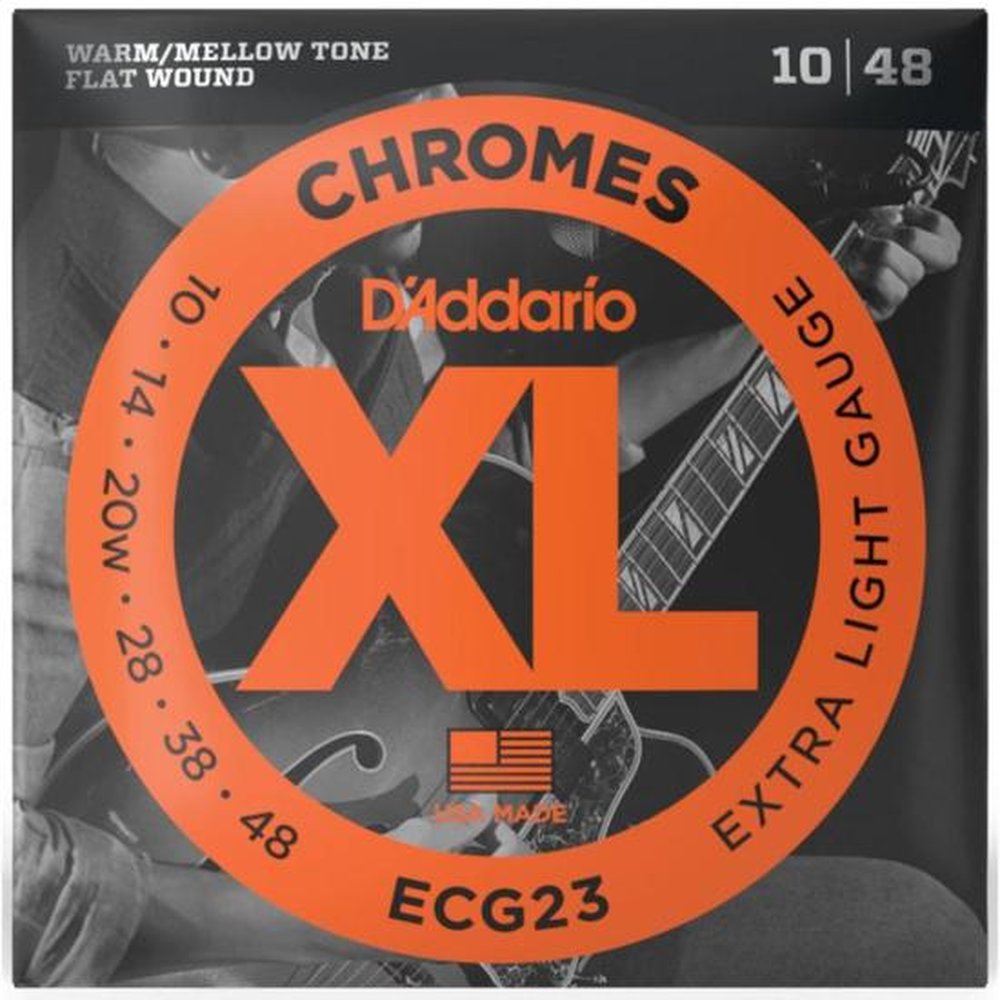 WARM/MELLOW TONE
FLAT WOUND
10|48
CHROMES
D'Addario
XL
10 · 14 · 20W · 28 · 38 · 48
EXTRA LIGHT GAUGE
USA MADE
ECG23